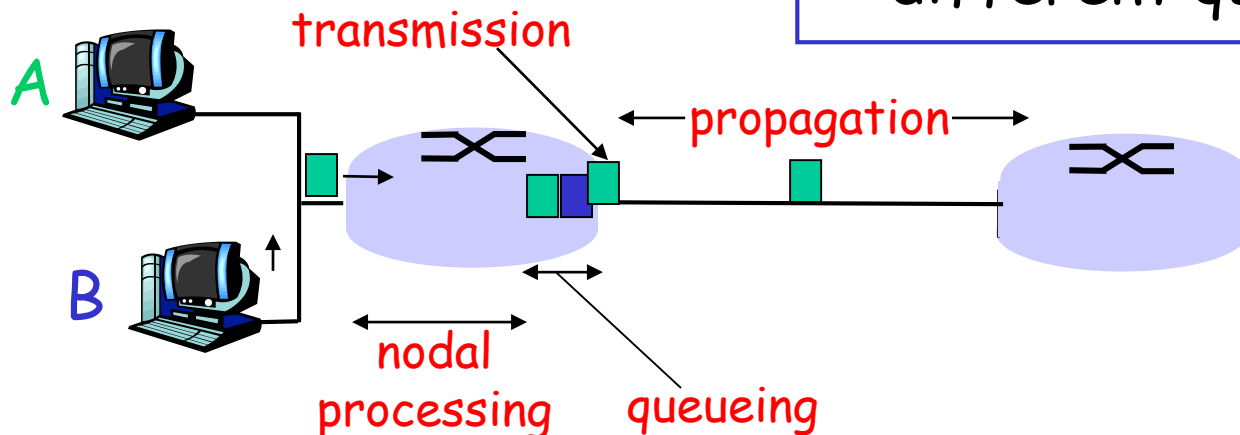 transmission
A
propagation
B
nodal
processing
queueing